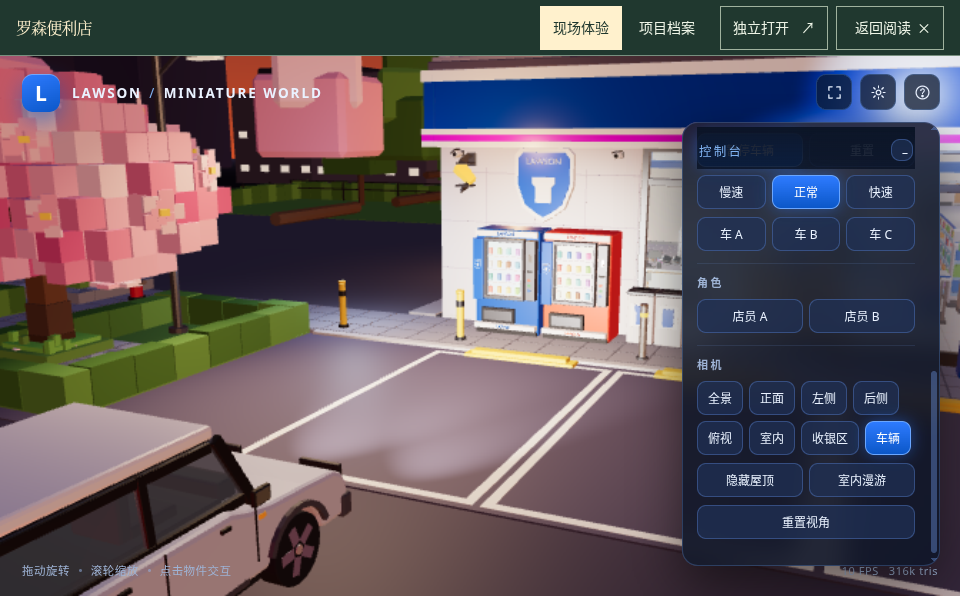 罗森便利店
现场体验
项目档案
独立打开 ↗
返回阅读 ×
L
LAWSON / MINIATURE WORLD
LAWSON
控制台
重置
慢速
正常
快速
车 A
车 B
车 C
角色
店员 A
店员 B
相机
全景
正面
左侧
后侧
俯视
室内
收银区
车辆
隐藏屋顶
室内漫游
重置视角
拖动旋转 • 滚轮缩放 • 点击物件交互
10 FPS 316k tris